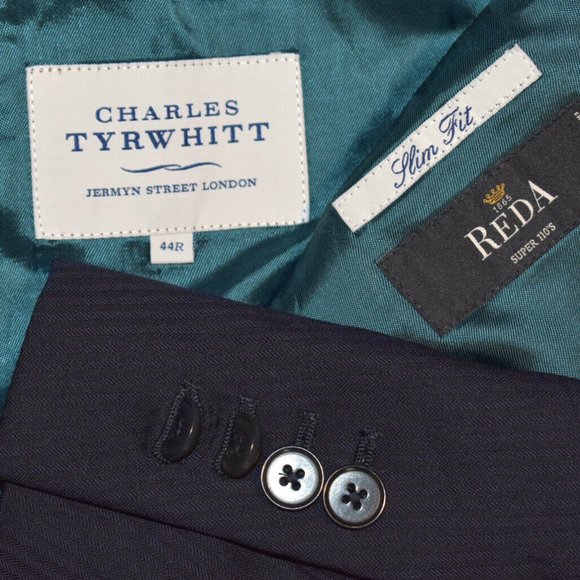 CHARLES
TYRWHITT
JERMYN STREET LONDON
44R
Slim Fit
1865
REDA
SUPER 110'S